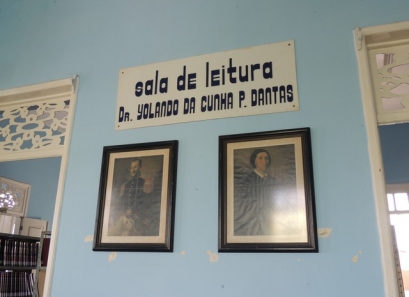 sala de leitura
Dr. YOLANDO DA CUNHA P. DANTAS